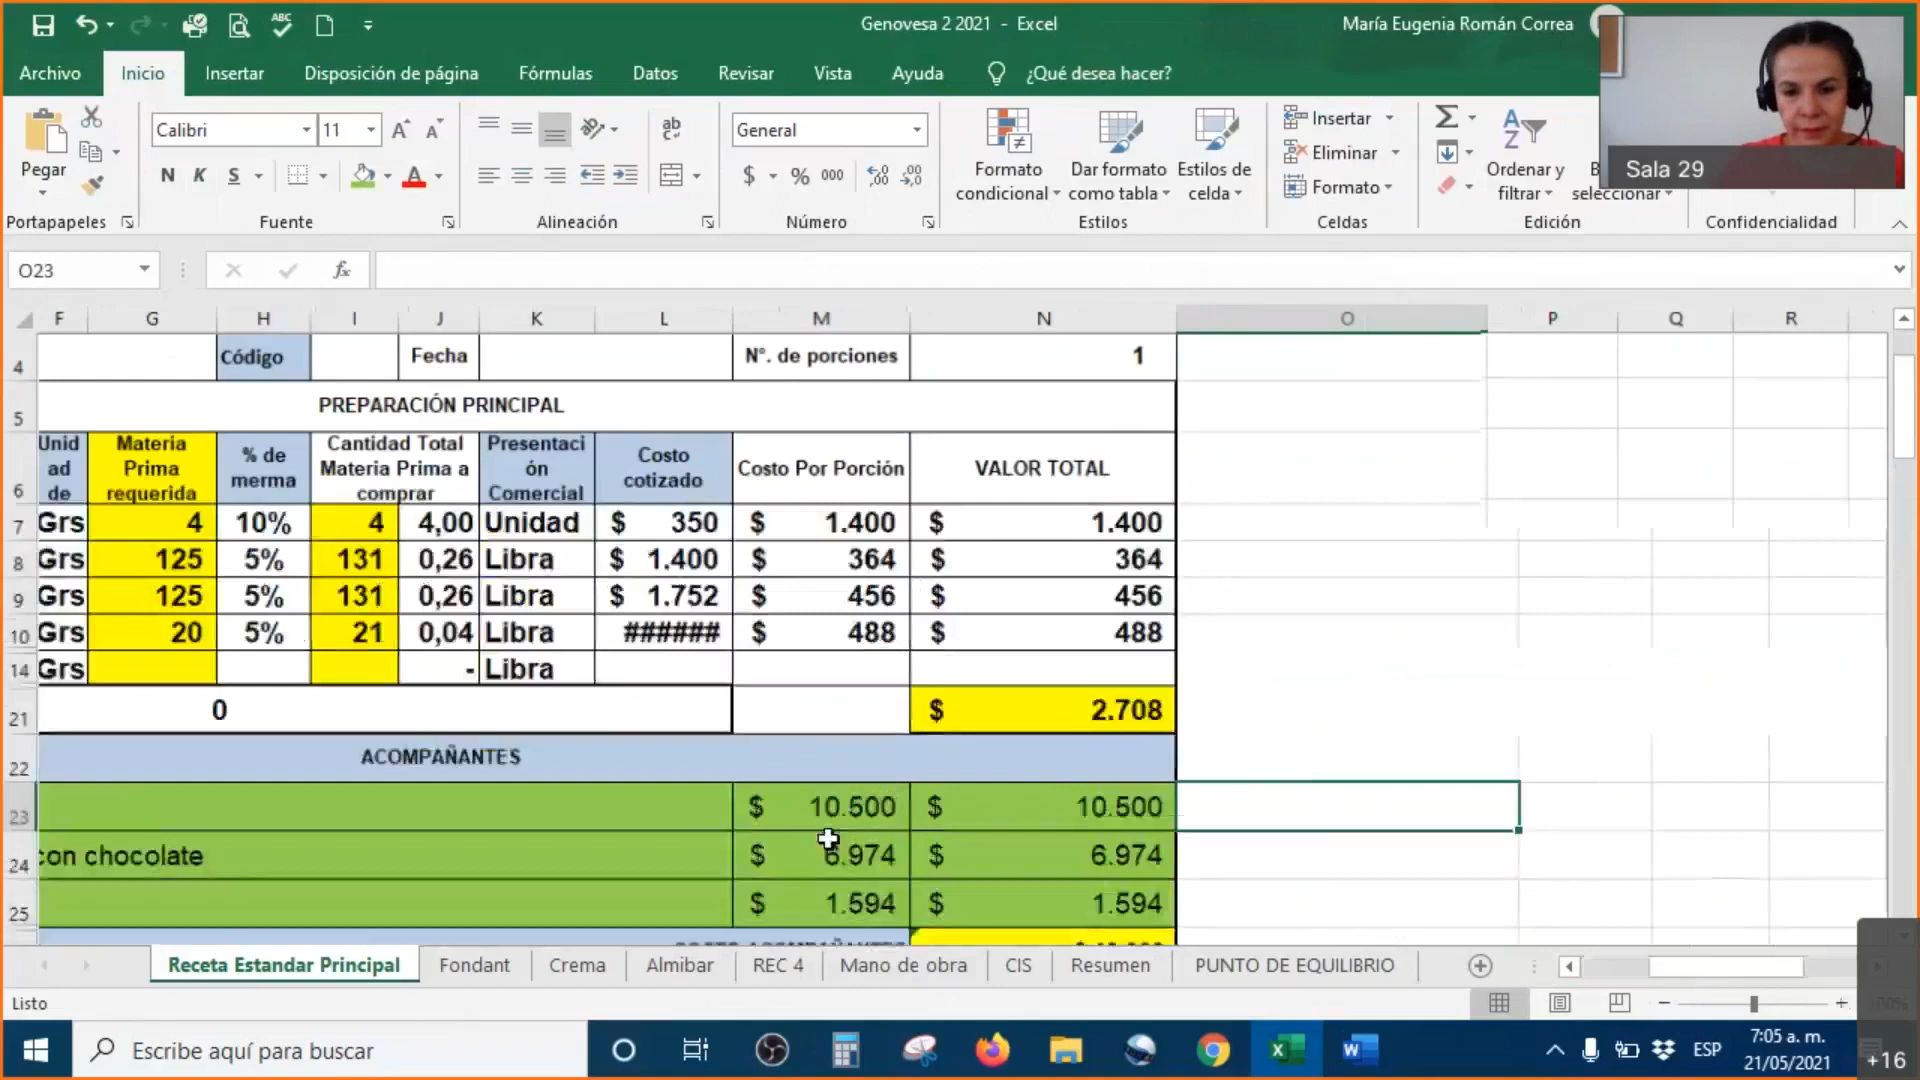 Genovesa 2 2021 - Excel
María Eugenia Román Correa
Archivo Inicio Insertar Disposición de página Fórmulas Datos Revisar Vista Ayuda ¿Qué desea hacer?
Pegar
Calibri 11
N K S
General
$ % 000
Formato condicional
Dar formato como tabla
Estilos de celda
Insertar
Eliminar
Formato
Ordenar y filtrar
seleccionar
Sala 29
Portapapeles Fuente Alineación Número Estilos Celdas Edición Confidencialidad
O23 fx
F G H I J K L M N O P Q R
4 Código Fecha N°. de porciones 1
5 PREPARACIÓN PRINCIPAL
6 Unid ad de Materia Prima requerida % de merma Cantidad Total Materia Prima a comprar Presentaci ón Comercial Costo cotizado Costo Por Porción VALOR TOTAL
7 Grs 4 10% 4 4,00 Unidad $ 350 $ 1.400 $ 1.400
8 Grs 125 5% 131 0,26 Libra $ 1.400 $ 364 $ 364
9 Grs 125 5% 131 0,26 Libra $ 1.752 $ 456 $ 456
10 Grs 20 5% 21 0,04 Libra ###### $ 488 $ 488
14 Grs - Libra
21 0 $ 2.708
22 ACOMPAÑANTES
23 $ 10.500 $ 10.500
24 con chocolate $ 6.974 $ 6.974
25 $ 1.594 $ 1.594
Receta Estandar Principal Fondant Crema Almibar REC 4 Mano de obra CIS Resumen PUNTO DE EQUILIBRIO
Listo
Escribe aquí para buscar
ESP
7:05 a. m.
21/05/2021
+16